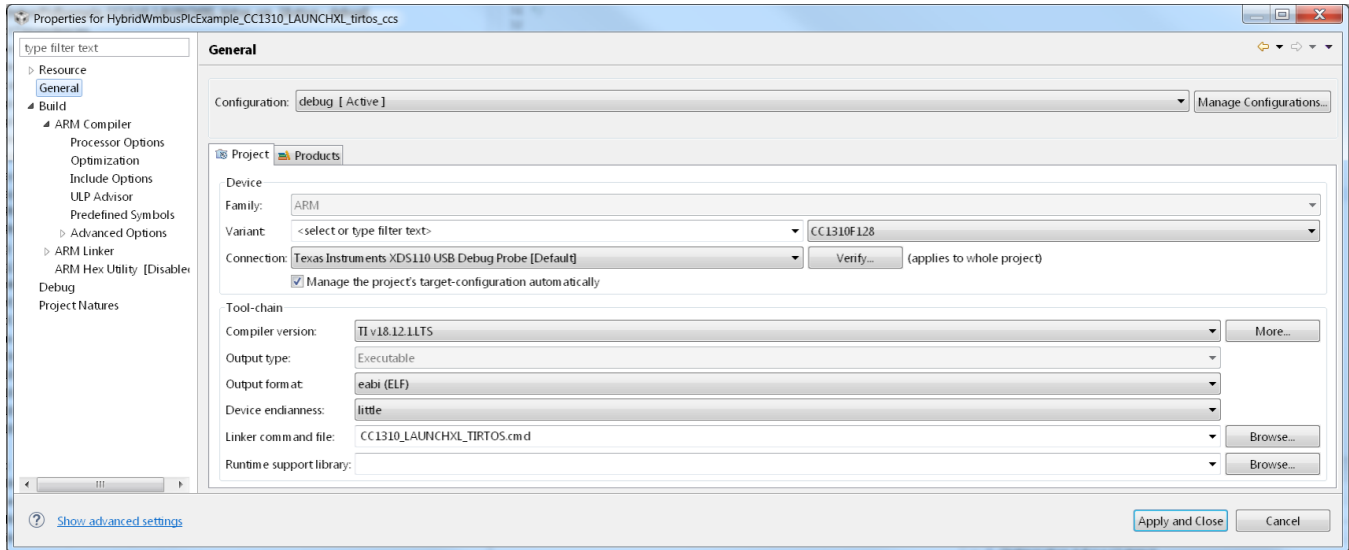 Properties for HybridWmbusPlcExample_CC1310_LAUNCHXL_tirtos_ccs
type filter text
General
Resource
General
Build
ARM Compiler
Processor Options
Optimization
Include Options
ULP Advisor
Predefined Symbols
Advanced Options
ARM Linker
ARM Hex Utility [Disable
Debug
Project Natures
Configuration: debug [ Active ] Manage Configurations...
Project Products
Device
Family: ARM
Variant: <select or type filter text> CC1310F128
Connection: Texas Instruments XDS110 USB Debug Probe [Default] Verify... (applies to whole project)
Manage the project's target-configuration automatically
Tool-chain
Compiler version: TI v18.12.1.LTS More...
Output type: Executable
Output format: eabi (ELF)
Device endianness: little
Linker command file: CC1310_LAUNCHXL_TIRTOS.cmd Browse...
Runtime support library: Browse...
Show advanced settings
Apply and Close Cancel